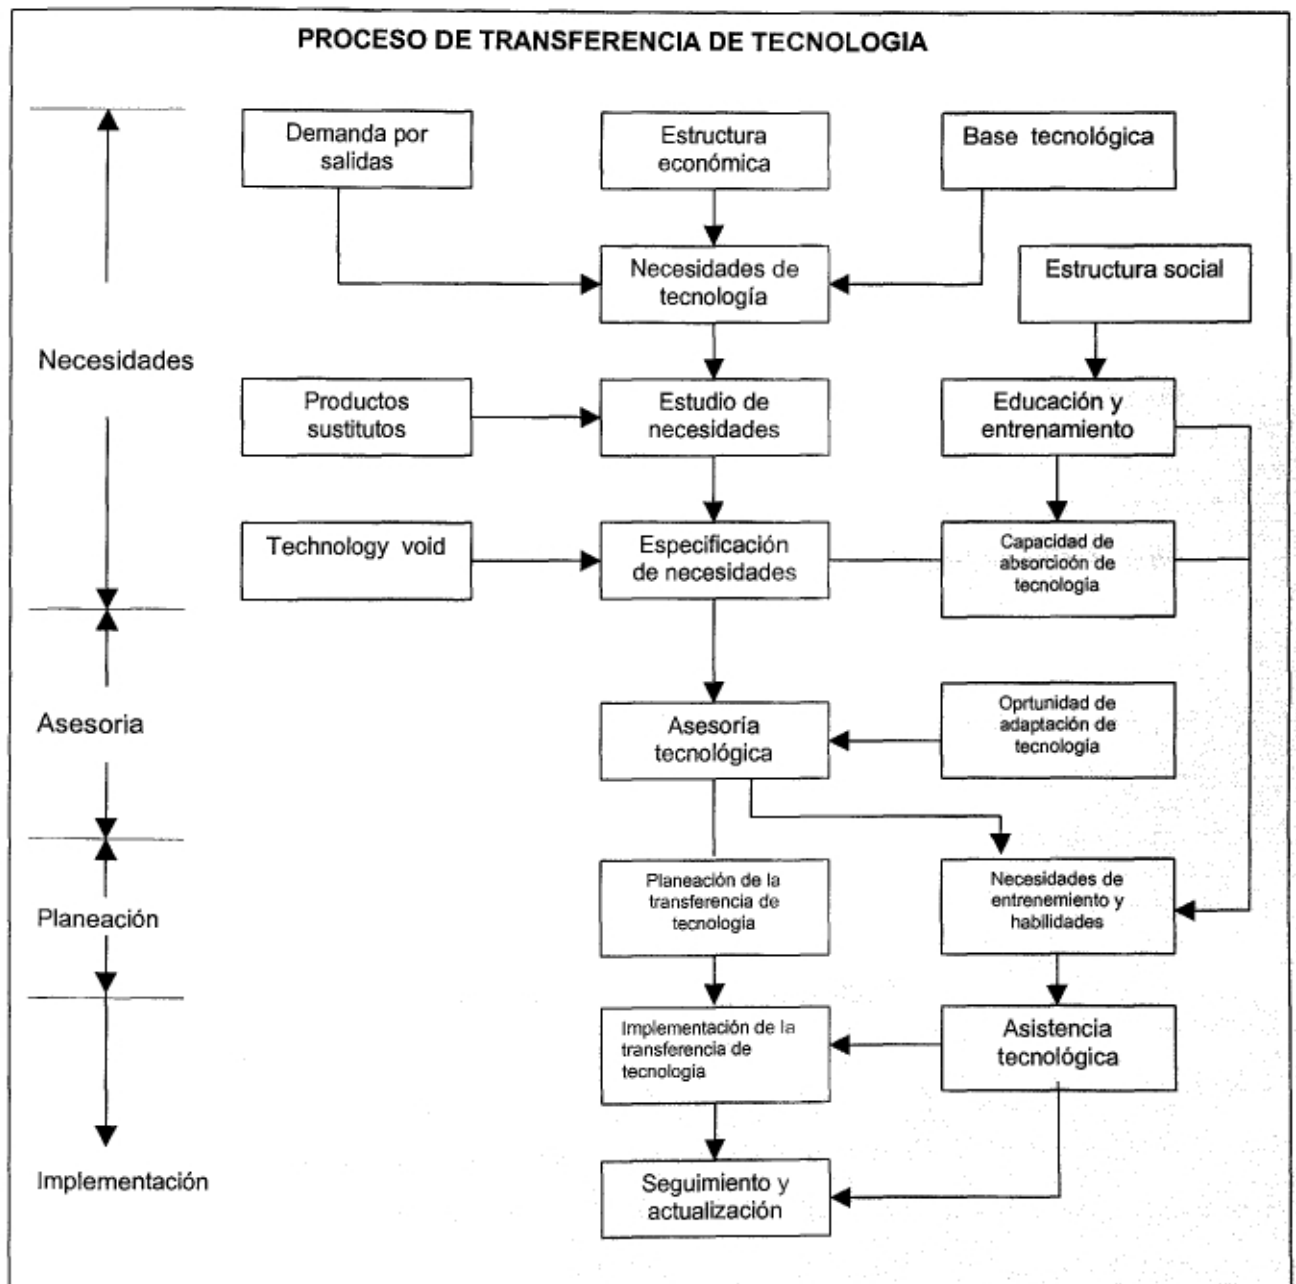 PROCESO DE TRANSFERENCIA DE TECNOLOGIA
Demanda por
salidas
Estructura
económica
Base tecnológica
Necesidades de
tecnología
Estructura social
Necesidades
Productos
sustitutos
Estudio de
necesidades
Educación y
entrenamiento
Technology void
Especificación
de necesidades
Capacidad de
absorcioón de
tecnología
Asesoria
Asesoría
tecnológica
Oprtunidad de
adaptación de
tecnología
Planeación
Planeación de la
transferencia de
tecnología
Necesidades de
entrenemiento y
habilidades
Implementación de la
transferencia de
tecnología
Asistencia
tecnológica
Implementación
Seguimiento y
actualización